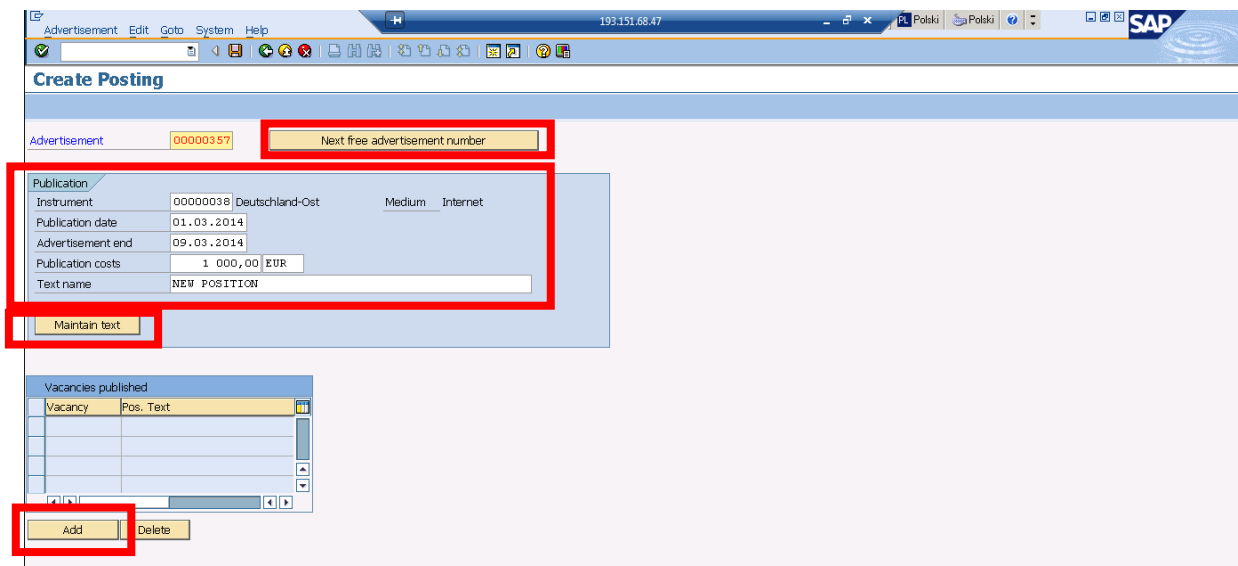 Advertisement Edit Goto System Help
193.151.68.47
PL Polski Polski
SAP
Create Posting
Advertisement 00000357 Next free advertisement number
Publication
Instrument 00000038 Deutschland-Ost Medium Internet
Publication date 01.03.2014
Advertisement end 09.03.2014
Publication costs 1 000,00 EUR
Text name NEW POSITION
Maintain text
Vacancies published
Vacancy Pos. Text
Add Delete